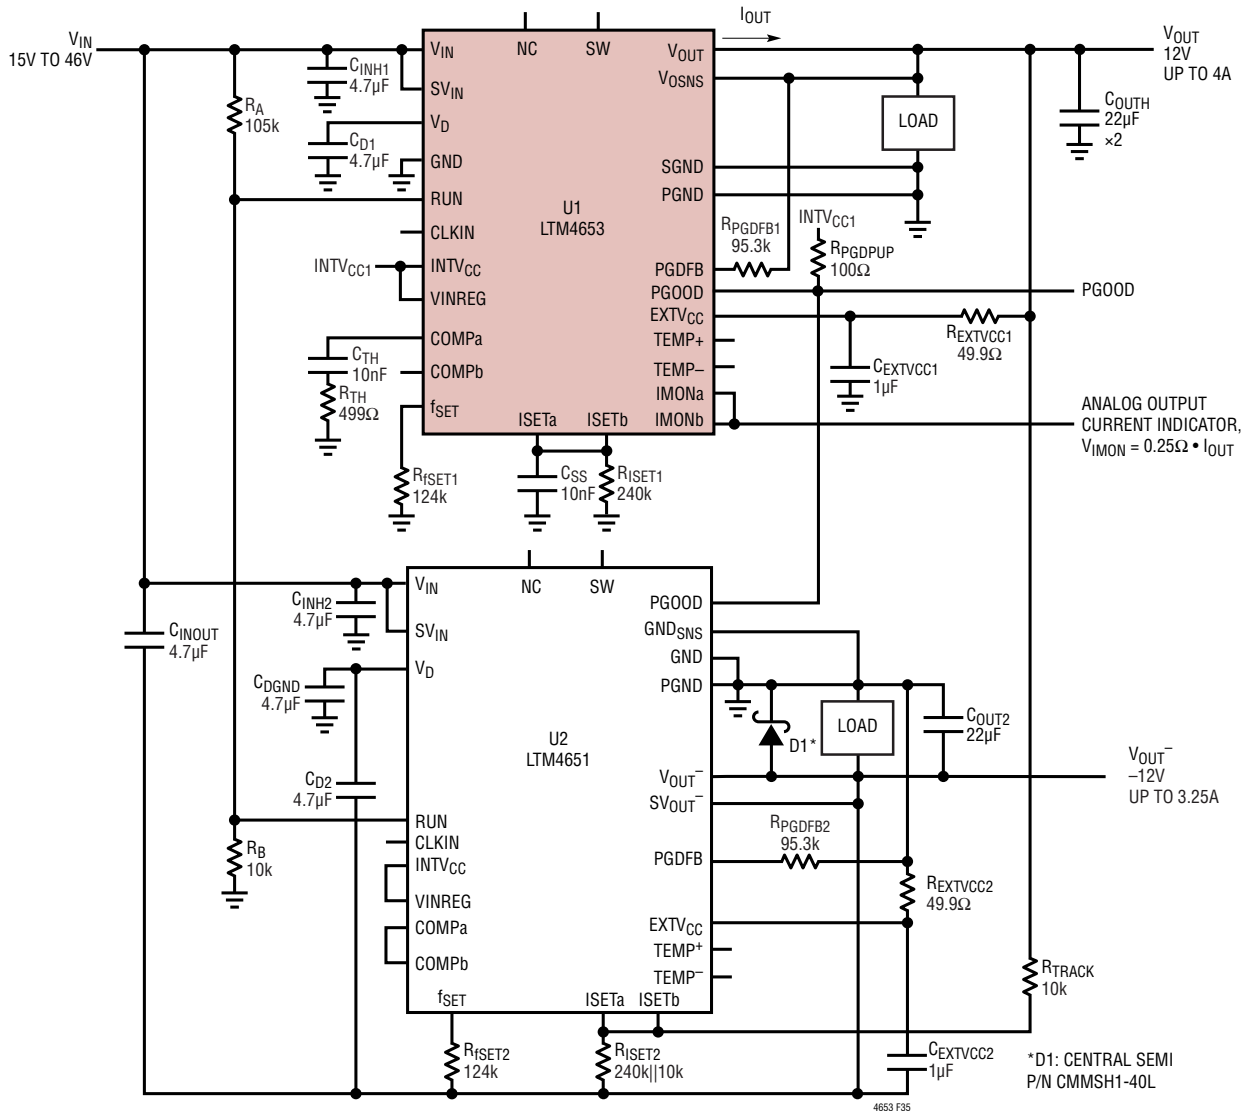 VIN
15V TO 46V
CINH1
4.7µF
RA
105k
CD1
4.7µF
VIN
SVIN
VD
GND
RUN
CLKIN
INTVCC1
INTVCC
VINREG
COMPa
COMPb
fSET
CTH
10nF
RTH
499Ω
RfSET1
124k
NC
SW
U1
LTM4653
ISETa
ISETb
CSS
10nF
RISET1
240k
IOUT
VOUT
VOSNS
SGND
PGND
PGDFB
PGOOD
EXTVCC
TEMP+
TEMP–
IMONa
IMONb
LOAD
VOUT
12V
UP TO 4A
COUTH
22µF
×2
RPGDFB1
95.3k
INTVCC1
RPGDPUP
100Ω
PGOOD
REXTVCC1
49.9Ω
CEXTVCC1
1µF
ANALOG OUTPUT
CURRENT INDICATOR,
VIMON = 0.25Ω • IOUT
CINOUT
4.7µF
CINH2
4.7µF
CDGND
4.7µF
CD2
4.7µF
RB
10k
VIN
SVIN
VD
RUN
CLKIN
INTVCC
VINREG
COMPa
COMPb
fSET
NC
SW
U2
LTM4651
ISETa
ISETb
PGOOD
GNDSNS
GND
PGND
VOUT–
SVOUT–
PGDFB
EXTVCC
TEMP+
TEMP–
D1*
LOAD
COUT2
22µF
VOUT–
–12V
UP TO 3.25A
RPGDFB2
95.3k
REXTVCC2
49.9Ω
RTRACK
10k
RfSET2
124k
RISET2
240k||10k
CEXTVCC2
1µF
*D1: CENTRAL SEMI
P/N CMMSH1-40L
4653 F35